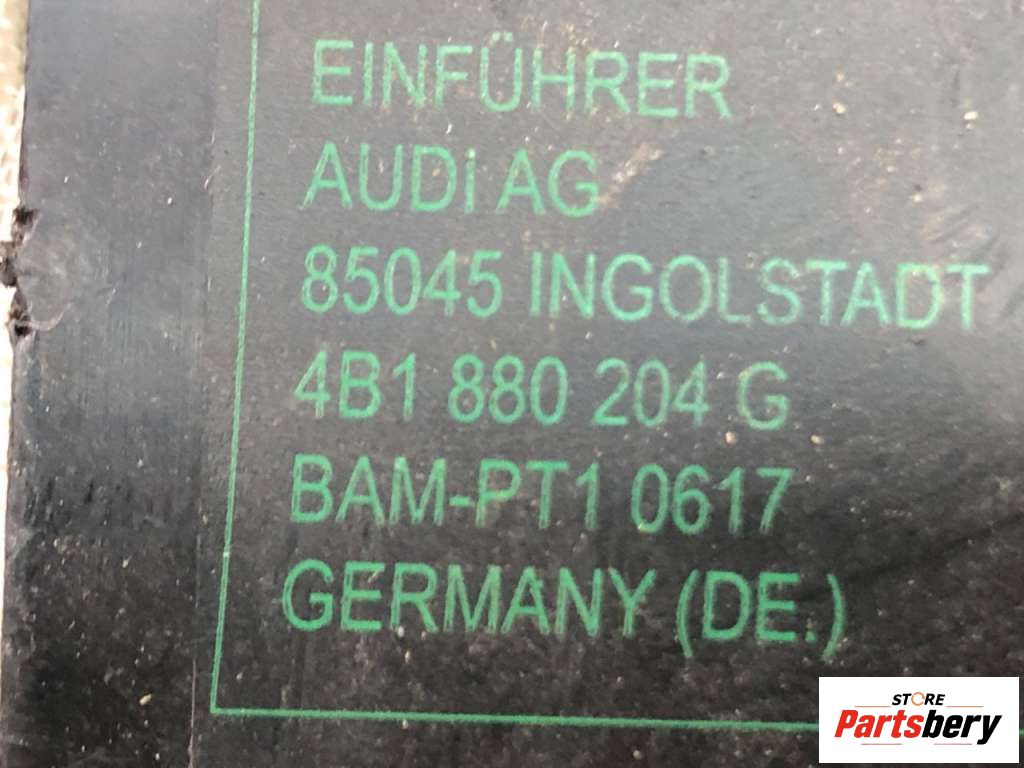 EINFÜHRER
AUDI AG
85045 INGOLSTADT
4B1 880 204 G
BAM-PT1 0617
GERMANY (DE.)
STORE
Partsbery